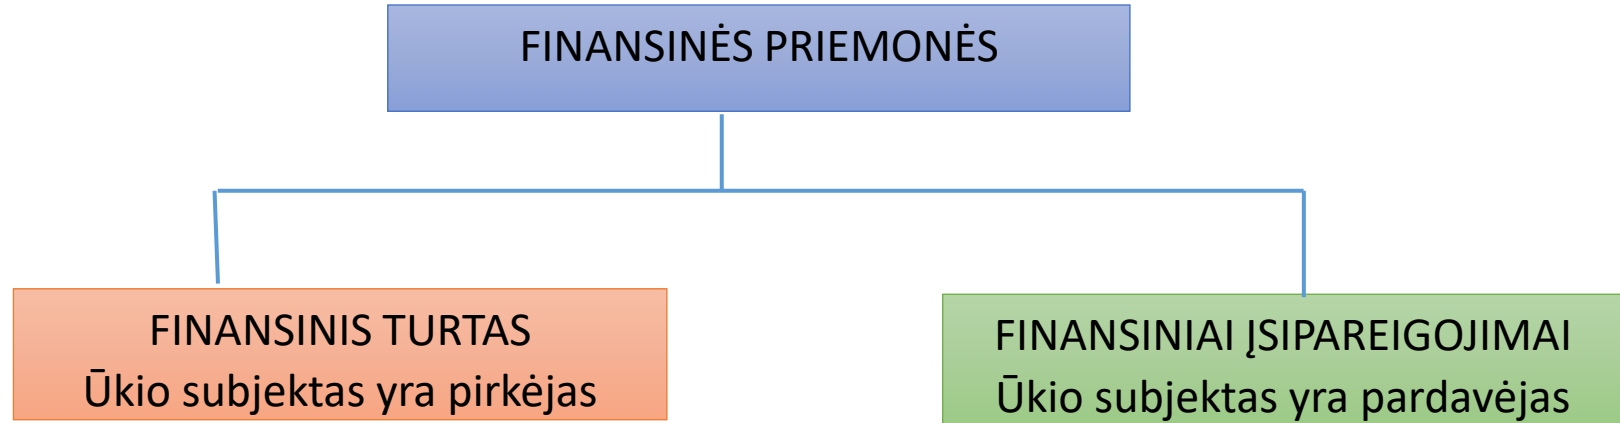 FINANSINĖS PRIEMONĖS
FINANSINIS TURTAS
Ūkio subjektas yra pirkėjas
FINANSINIAI ĮSIPAREIGOJIMAI
Ūkio subjektas yra pardavėjas